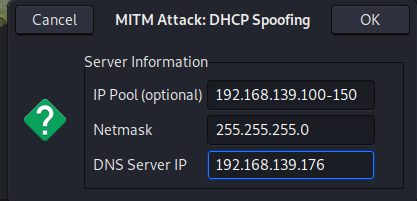 Cancel MITM Attack: DHCP Spoofing OK
Server Information
IP Pool (optional) 192.168.139.100-150
Netmask 255.255.255.0
DNS Server IP 192.168.139.176